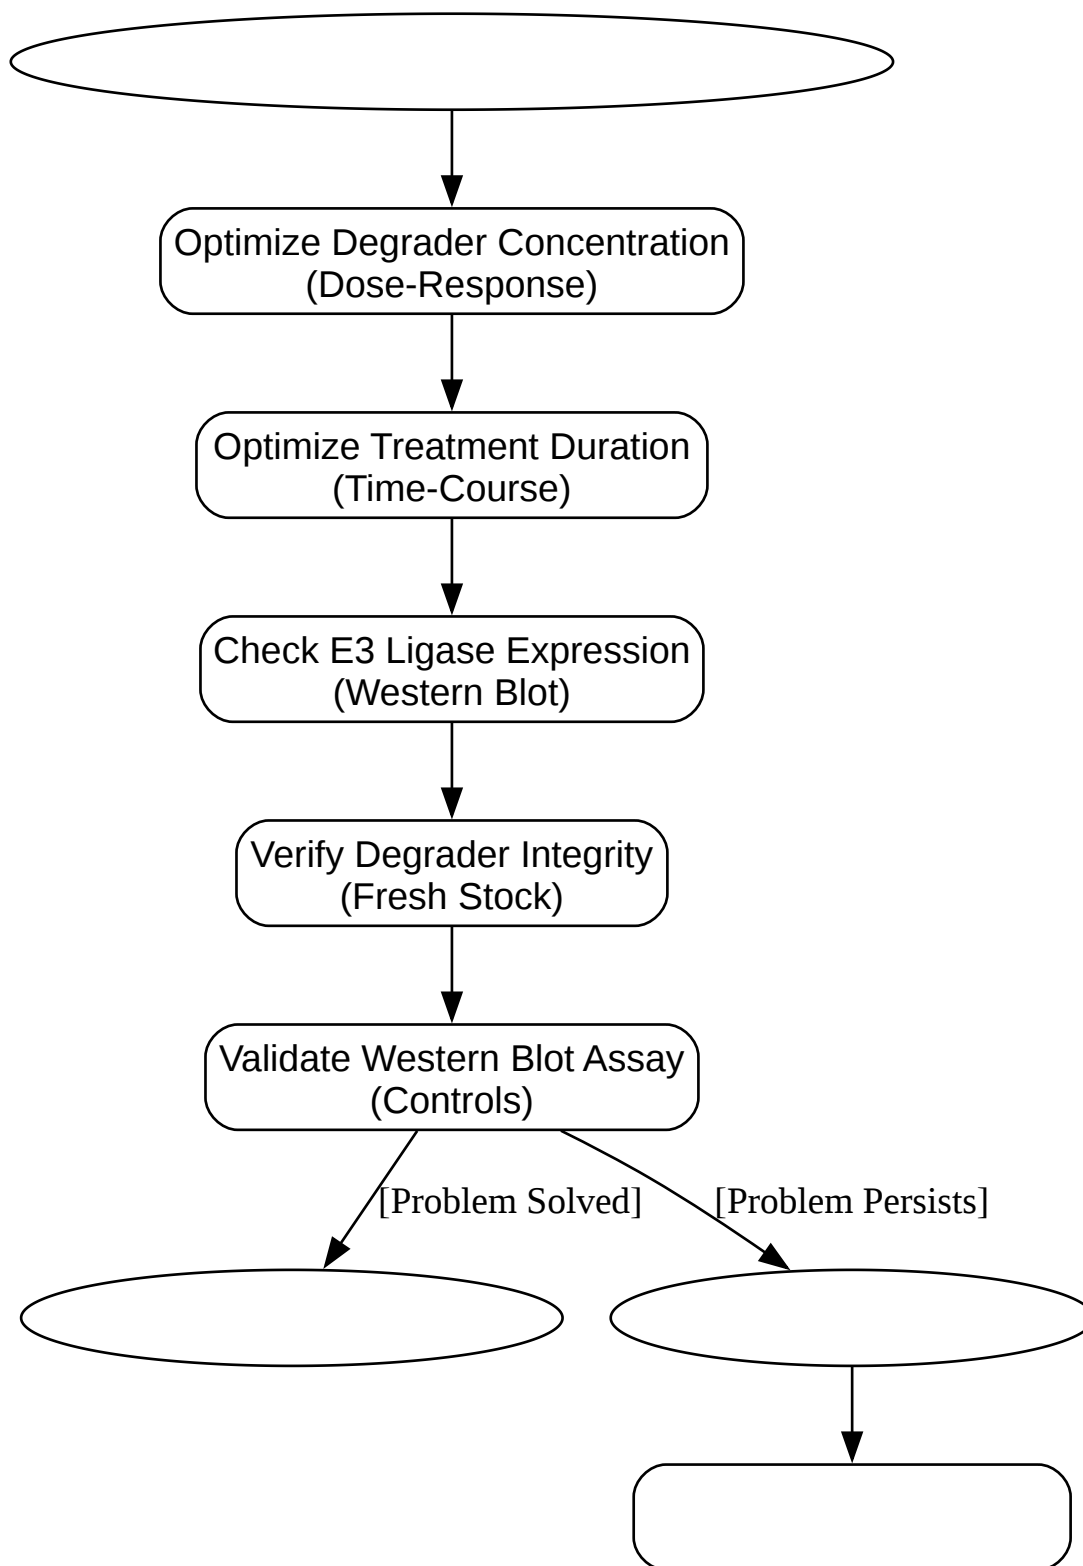 Optimize Degrader Concentration
(Dose-Response)
Optimize Treatment Duration
(Time-Course)
Check E3 Ligase Expression
(Western Blot)
Verify Degrader Integrity
(Fresh Stock)
Validate Western Blot Assay
(Controls)
[Problem Solved]
[Problem Persists]